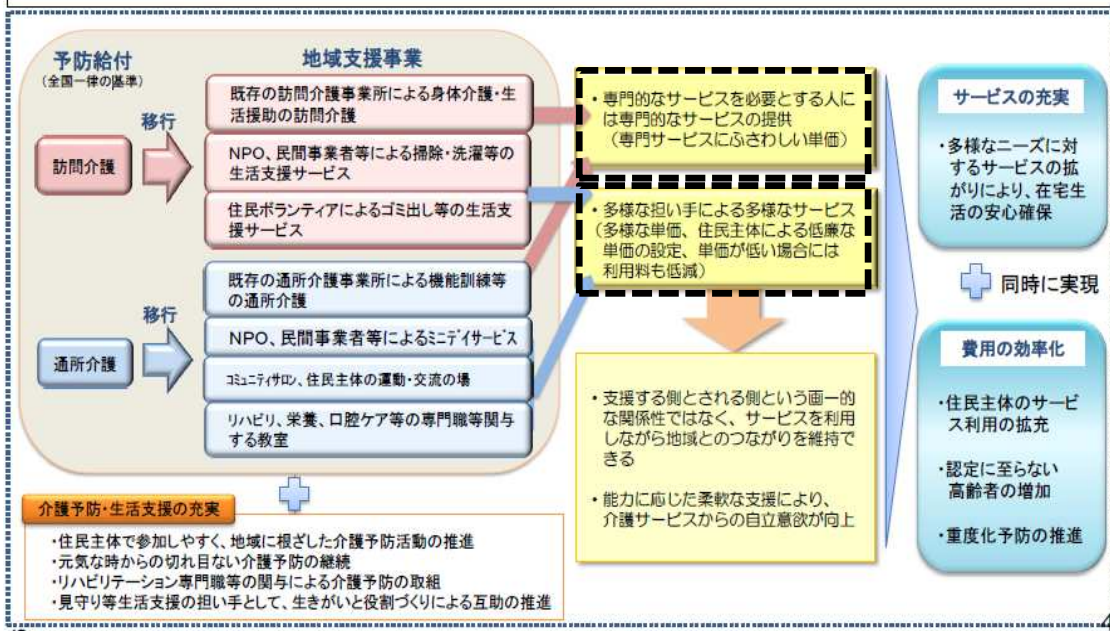 予防給付
(全国一律の基準)
地域支援事業
移行
訪問介護
既存の訪問介護事業所による身体介護・生
活援助の訪問介護
NPO、民間事業者等による掃除・洗濯等の
生活支援サービス
住民ボランティアによるゴミ出し等の生活支
援サービス
移行
通所介護
既存の通所介護事業所による機能訓練等
の通所介護
NPO、民間事業者等によるミニデイサービス
コミュニティサロン、住民主体の運動・交流の場
リハビリ、栄養、口腔ケア等の専門職等関与
する教室
介護予防・生活支援の充実
・住民主体で参加しやすく、地域に根ざした介護予防活動の推進
・元気な時からの切れ目ない介護予防の継続
・リハビリテーション専門職等の関与による介護予防の取組
・見守り等生活支援の担い手として、生きがいと役割づくりによる互助の推進
・専門的なサービスを必要とする人に
は専門的なサービスの提供
(専門サービスにふさわしい単価)
・多様な担い手による多様なサービス
(多様な単価、住民主体による低廉な
単価の設定、単価が低い場合には
利用料も低減)
・支援する側とされる側という画一的
な関係性ではなく、サービスを利用
しながら地域とのつながりを維持で
きる
・能力に応じた柔軟な支援により、
介護サービスからの自立意欲が向上
サービスの充実
・多様なニーズに対
するサービスの拡
がりにより、在宅生
活の安心確保
同時に実現
費用の効率化
・住民主体のサービ
ス利用の拡充
・認定に至らない
高齢者の増加
・重度化予防の推進